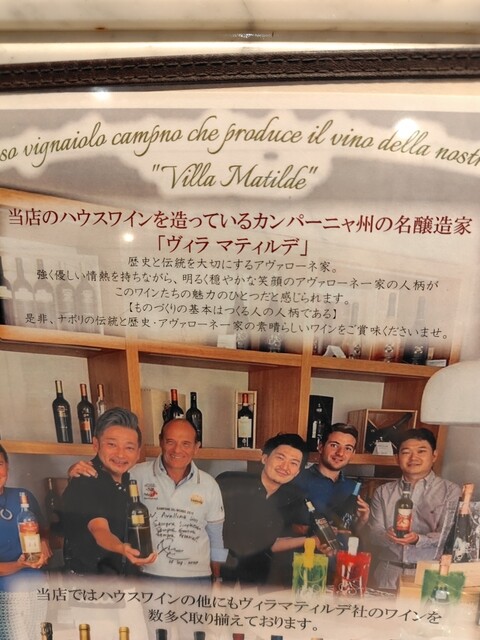 so vignaiolo campno che produce il vino della nostr
"Villa Matilde"
当店のハウスワインを造っているカンパーニャ州の名醸造家
「ヴィラ マティルデ」
歴史と伝統を大切にするアヴァローネ家。
強く優しい情熱を持ちながら、明るく穏やかな笑顔のアヴァローネ一家の人柄が
このワインたちの魅力のひとつだと感じられます。
【ものづくりの基本はつくる人の人柄である】
是非、ナポリの伝統と歴史・アヴァローネ一家の素晴らしいワインをご賞味くださいませ。
当店ではハウスワインの他にもヴィラマティルデ社のワインを
数多く取り揃えております。